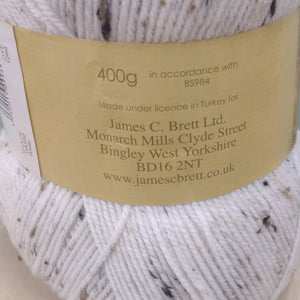 400g in accordance with
BS984
Made under licence in Turkey for
James C. Brett Ltd.
Monarch Mills Clyde Street
Bingley West Yorkshire
BD16 2NT
www.jamescbrett.co.uk